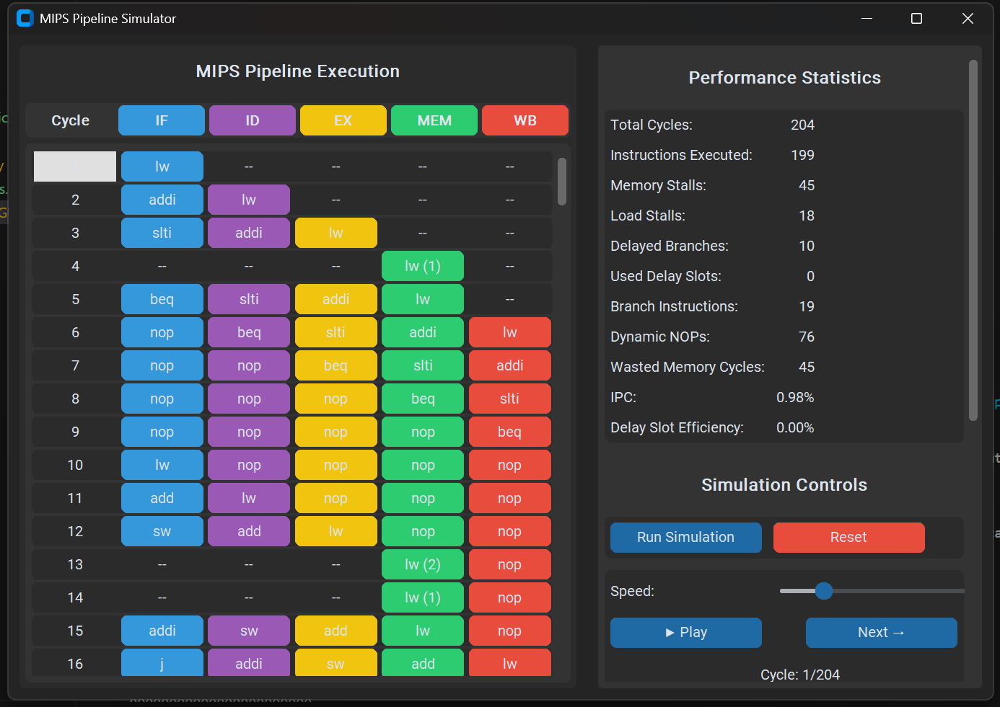 MIPS Pipeline Simulator
MIPS Pipeline Execution
Cycle IF ID EX MEM WB
1 lw -- -- -- --
2 addi lw -- -- --
3 slti addi lw -- --
4 -- -- -- lw (1) --
5 beq slti addi lw --
6 nop beq slti addi lw
7 nop nop beq slti addi
8 nop nop nop beq slti
9 nop nop nop nop beq
10 lw nop nop nop nop
11 add lw nop nop nop
12 sw add lw nop nop
13 -- -- -- lw (2) nop
14 -- -- -- lw (1) nop
15 addi sw add lw nop
16 j addi sw add lw
Performance Statistics
Total Cycles: 204
Instructions Executed: 199
Memory Stalls: 45
Load Stalls: 18
Delayed Branches: 10
Used Delay Slots: 0
Branch Instructions: 19
Dynamic NOPs: 76
Wasted Memory Cycles: 45
IPC: 0.98%
Delay Slot Efficiency: 0.00%
Simulation Controls
Run Simulation Reset
Speed:
▶ Play Next →
Cycle: 1/204